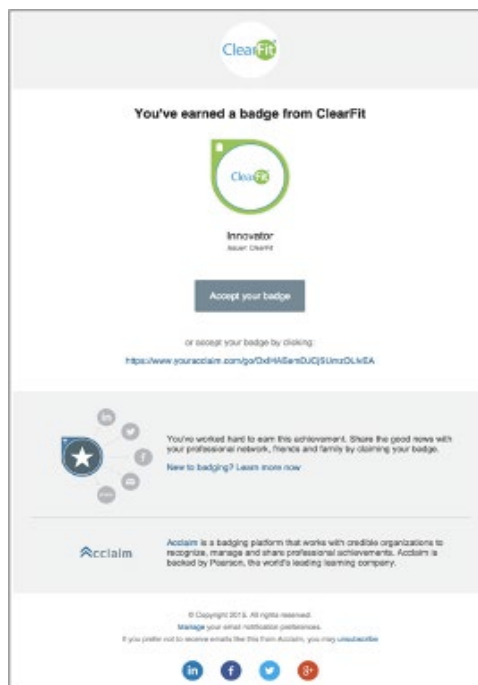 ClearFit
You've earned a badge from ClearFit
ClearFit
Innovator
Issuer: ClearFit
Accept your badge
or accept your badge by clicking:
https://www.youracclaim.com/go/
You've worked hard to earn this achievement. Share the good news with
your professional network, friends and family by claiming your badge.
New to badging? Learn more now
Acclaim
Acclaim is a badging platform that works with credible organizations to
recognize, manage and share professional achievements. Acclaim is
backed by Pearson, the world's leading learning company.
© Copyright 2015. All rights reserved.
Manage your email notification preferences.
If you prefer not to receive emails like this from Acclaim, you may unsubscribe
in
f
g+